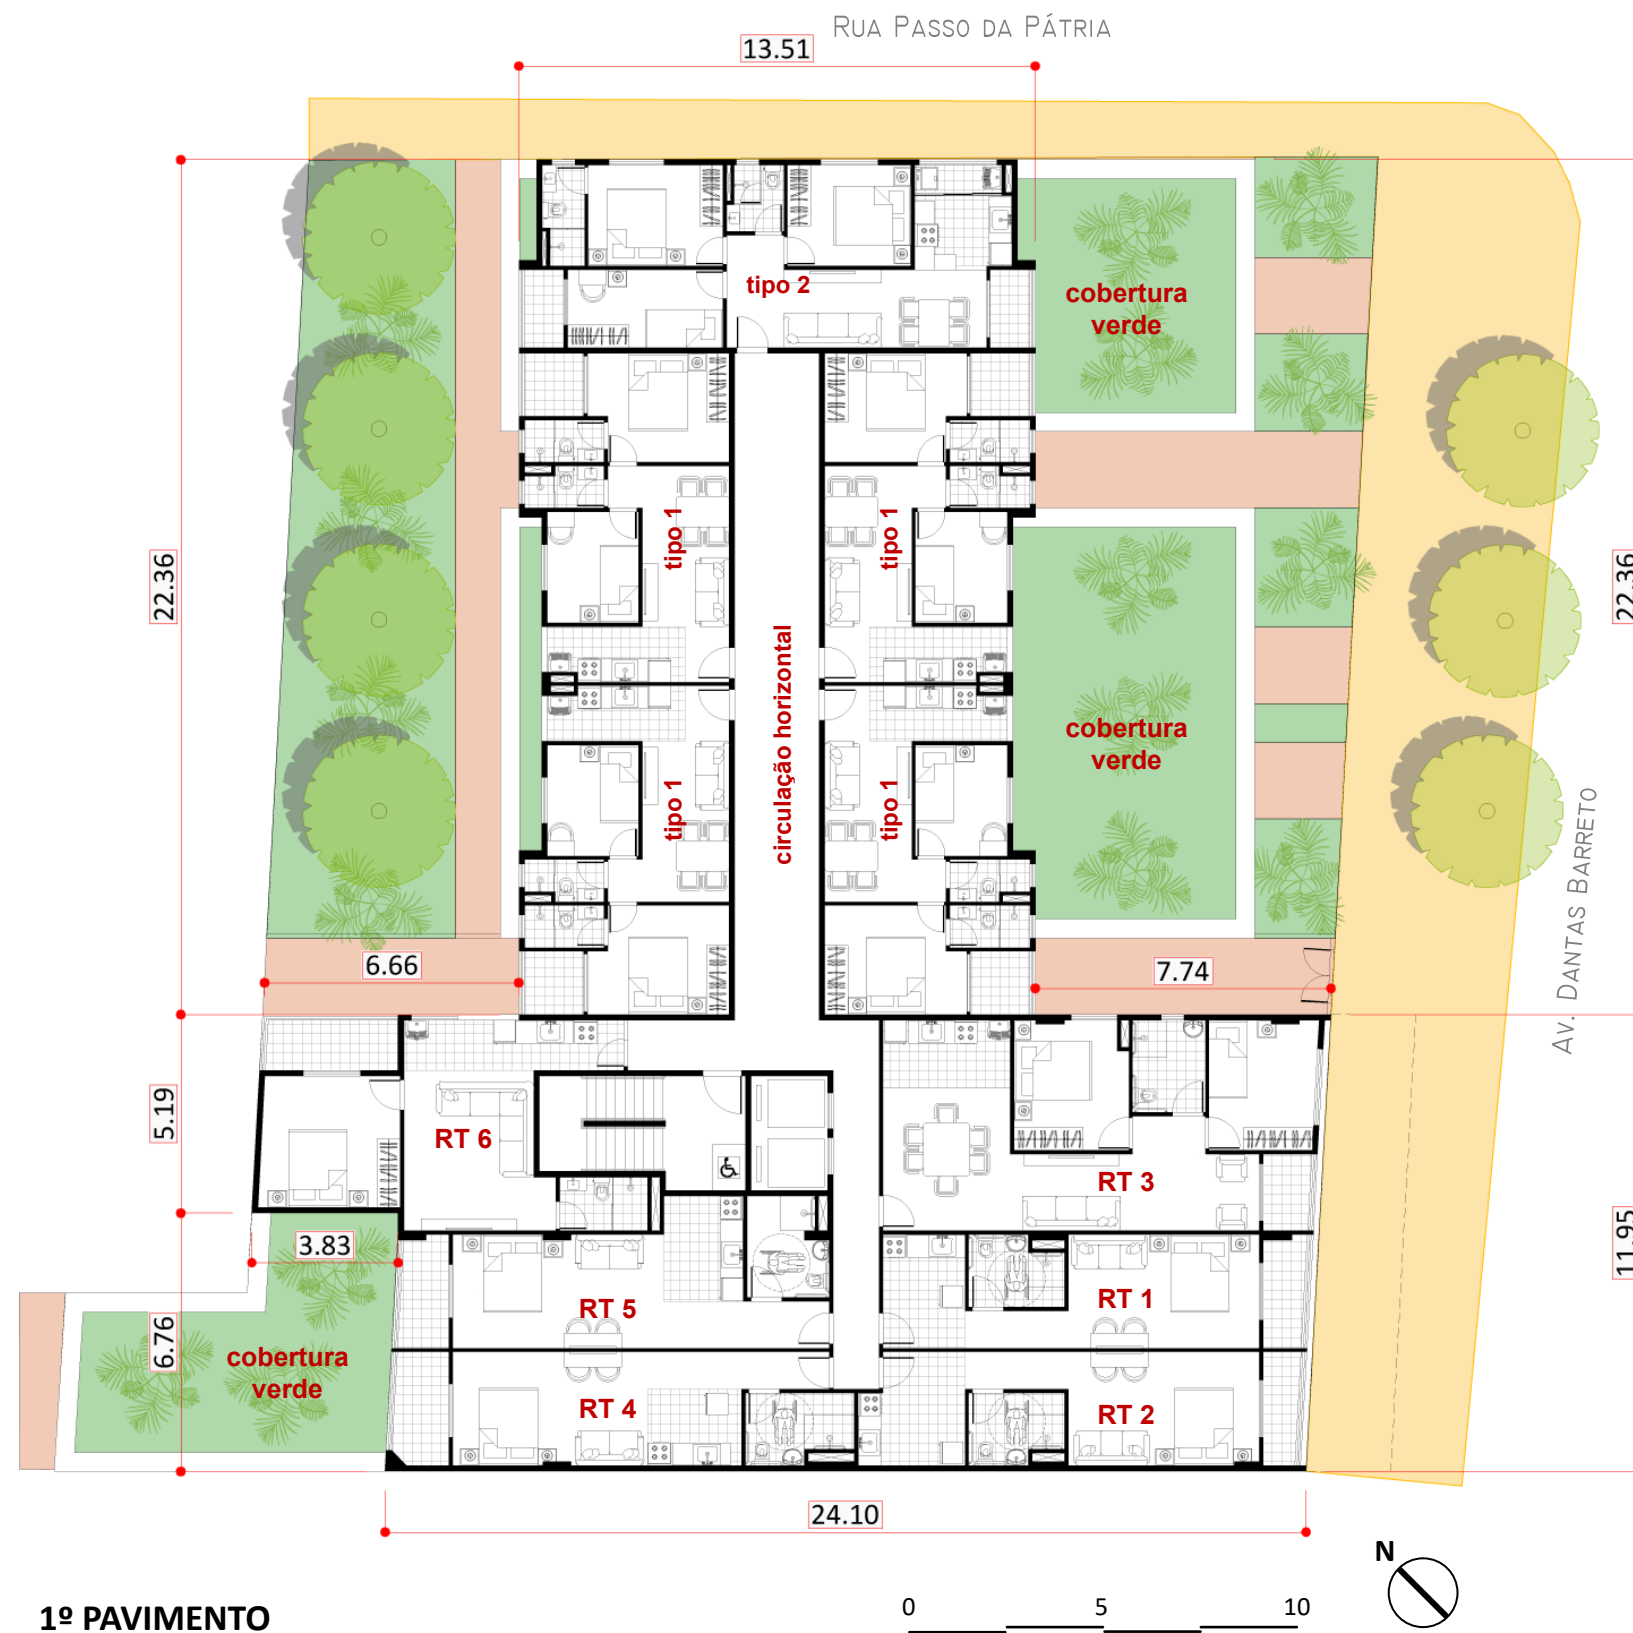 RUA PASSO DA PÁTRIA
13.51
tipo 2
cobertura
verde
tipo 1
tipo 1
22.36
22.36
circulação horizontal
cobertura
verde
tipo 1
tipo 1
AV. DANTAS BARRETO
6.66
7.74
5.19
RT 6
RT 3
11.95
3.83
RT 5
RT 1
6.76
cobertura
verde
RT 4
RT 2
24.10
N
1º PAVIMENTO
0 5 10